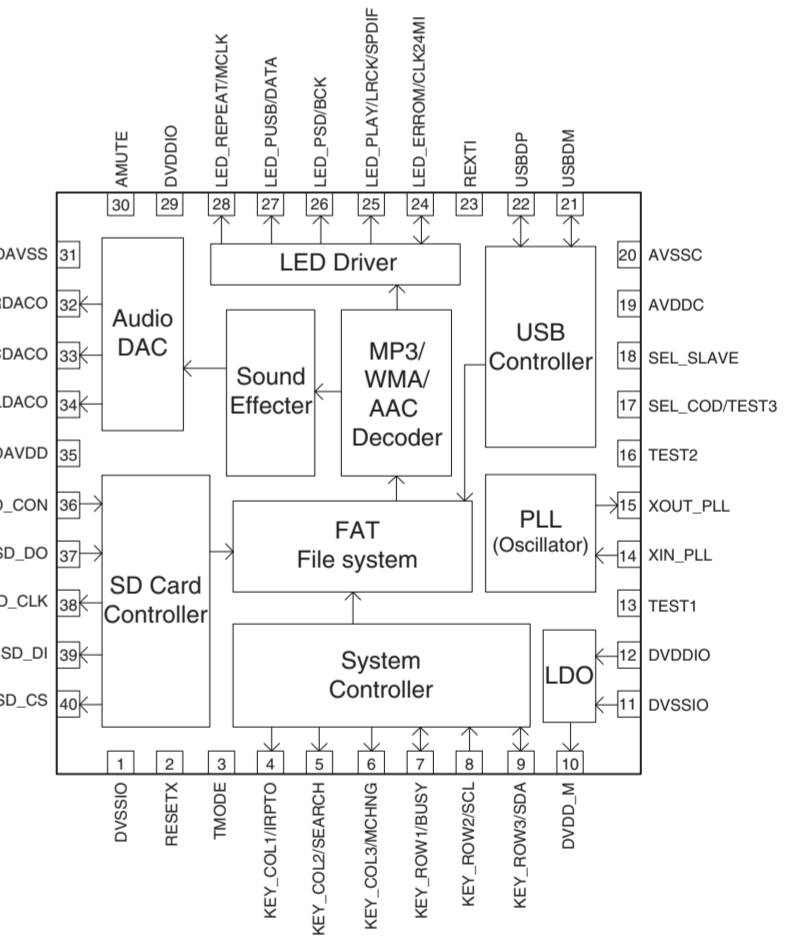 AMUTE
DVDDIO
LED_REPEAT/MCLK
LED_PUSB/DATA
LED_PSD/BCK
LED_PLAY/LRCK/SPDIF
LED_ERROM/CLK24MI
REXTI
USBDP
USBDM
30
29
28
27
26
25
24
23
22
21
DAVSS 31
DACO 32
DACO 33
DACO 34
DAVDD 35
_CON 36
SD_DO 37
_CLK 38
SD_DI 39
SD_CS 40
LED Driver
Audio
DAC
Sound
Effecter
MP3/
WMA/
AAC
Decoder
USB
Controller
FAT
File system
PLL
(Oscillator)
SD Card
Controller
System
Controller
LDO
20 AVSSC
19 AVDDC
18 SEL_SLAVE
17 SEL_COD/TEST3
16 TEST2
15 XOUT_PLL
14 XIN_PLL
13 TEST1
12 DVDDIO
11 DVSSIO
1
2
3
4
5
6
7
8
9
10
DVSSIO
RESETX
TMODE
KEY_COL1/IRPTO
KEY_COL2/SEARCH
KEY_COL3/MCHNG
KEY_ROW1/BUSY
KEY_ROW2/SCL
KEY_ROW3/SDA
DVDD_M